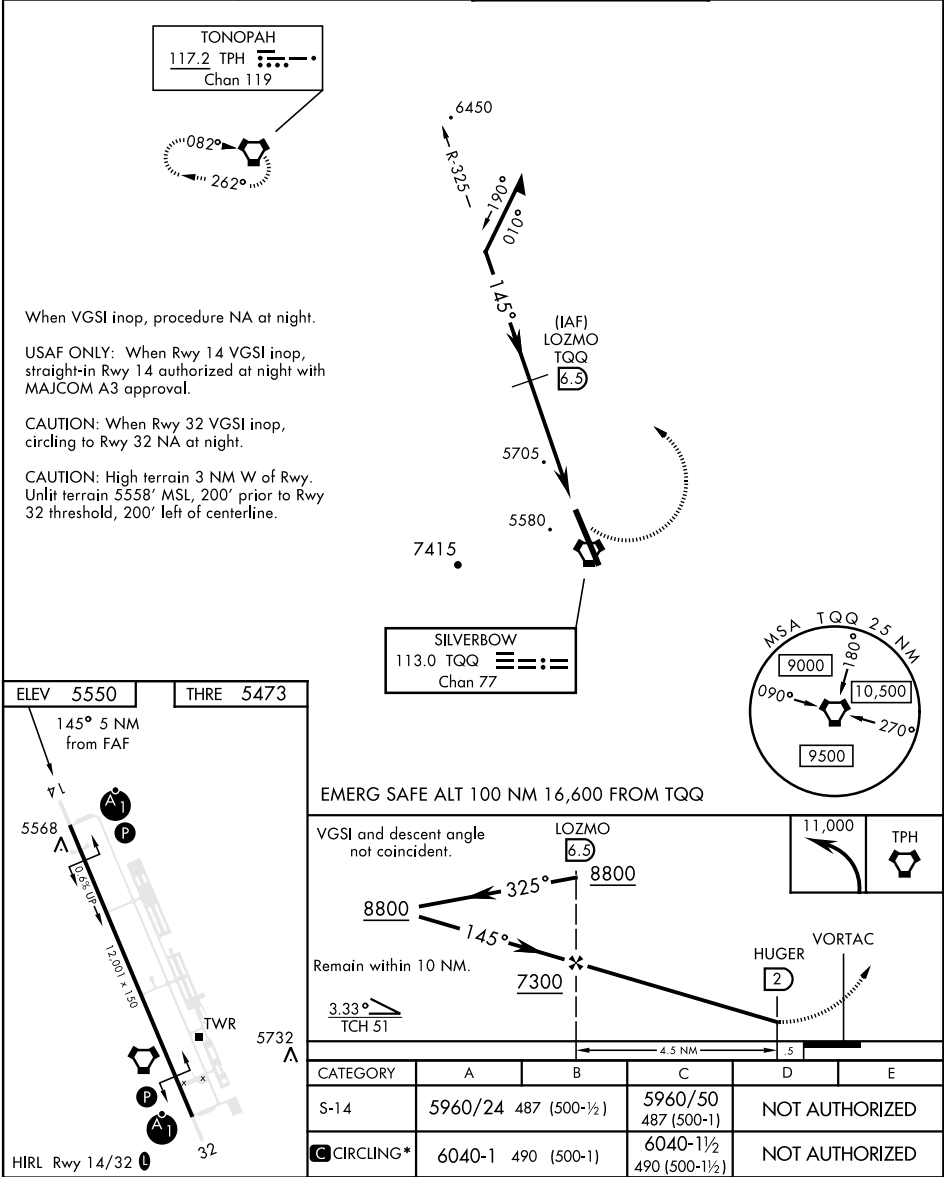 TONOPAH
117.2 TPH
Chan 119
082°
262°
6450
R-325
190°
010°
145°
(IAF)
LOZMO
TQQ
6.5
When VGSI inop, procedure NA at night.
USAF ONLY: When Rwy 14 VGSI inop,
straight-in Rwy 14 authorized at night with
MAJCOM A3 approval.
CAUTION: When Rwy 32 VGSI inop,
circling to Rwy 32 NA at night.
CAUTION: High terrain 3 NM W of Rwy.
Unlit terrain 5558' MSL, 200' prior to Rwy
32 threshold, 200' left of centerline.
5705
5580
7415
SILVERBOW
113.0 TQQ
Chan 77
MSA TQQ 25 NM
180°
9000
090°
10,500
270°
9500
ELEV 5550
THRE 5473
145° 5 NM
from FAF
14
A1
P
5568
0.6% UP
12,001 x 150
TWR
5732
x x
P
A1
32
HIRL Rwy 14/32 L
EMERG SAFE ALT 100 NM 16,600 FROM TQQ
VGSI and descent angle
not coincident.
LOZMO
6.5
11,000
TPH
325°
8800
8800
145°
Remain within 10 NM.
7300
HUGER
2
VORTAC
3.33°
TCH 51
4.5 NM
.5
CATEGORY A B C D E
S-14 5960/24 487 (500-½) 5960/50 487 (500-1) NOT AUTHORIZED
C CIRCLING* 6040-1 490 (500-1) 6040-1½ 490 (500-1½) NOT AUTHORIZED